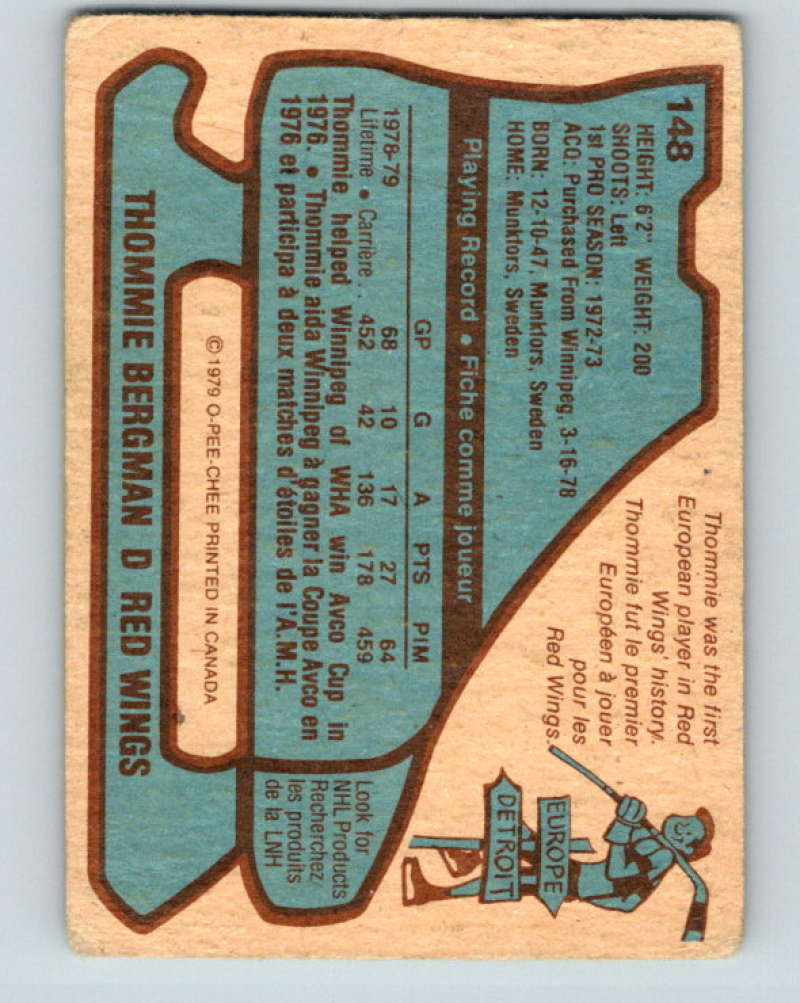 148
HEIGHT: 6'2" WEIGHT: 200
SHOOTS: Left
1st PRO SEASON: 1972-73
ACQ: Purchased From Winnipeg, 3-16-78
BORN: 12-10-47, Munkfors, Sweden
HOME: Munkfors, Sweden
Thommie was the first
European player in Red
Wings' history.
Thommie fut le premier
Européen à jouer
pour les
Red Wings.
EUROPE
DETROIT
Playing Record • Fiche comme joueur
GP G A PTS PIM
1978-79 68 10 17 27 64
Lifetime • Carrière.. 452 42 136 178 459
Thommie helped Winnipeg of WHA win Avco Cup in
1976. • Thommie aida Winnipeg à gagner la Coupe Avco en
1976 et participa à deux matches d'étoiles de l'A.M.H.
Look for
NHL Products
Recherchez
les produits
de la LNH
© 1979 O-PEE-CHEE PRINTED IN CANADA
THOMMIE BERGMAN D RED WINGS